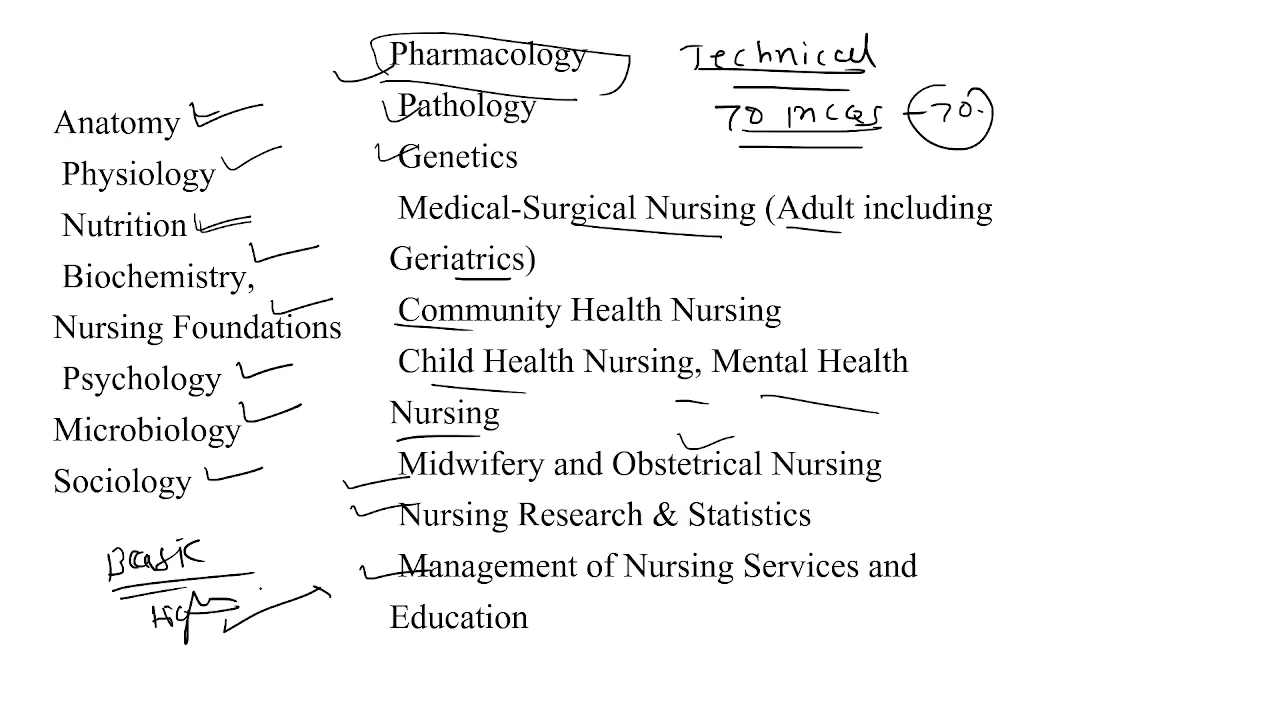 Anatomy
Physiology
Nutrition
Biochemistry,
Nursing Foundations
Psychology
Microbiology
Sociology
Basic
Pharmacology
Pathology
Genetics
Medical-Surgical Nursing (Adult including
Geriatrics)
Community Health Nursing
Child Health Nursing, Mental Health
Nursing
Midwifery and Obstetrical Nursing
Nursing Research & Statistics
Management of Nursing Services and
Education
Technical
70 MCQs – 70.